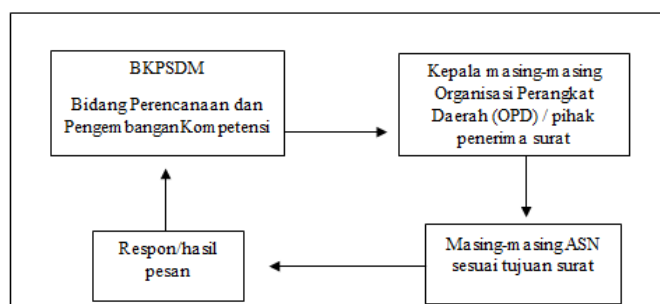 BKPSDM
Bidang Perencanaan dan
Pengembangan Kompetensi
Kepala masing-masing
Organisasi Perangkat
Daerah (OPD) / pihak
penerima surat
Masing-masing ASN
sesuai tujuan surat
Respon/hasil
pesan